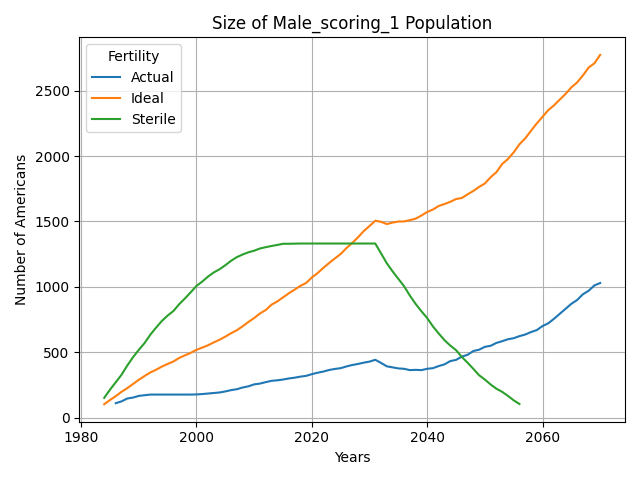 Size of Male_scoring_1 Population
Fertility
Actual
Ideal
Sterile
Number of Americans
2500
2000
1500
1000
500
0
1980
2000
2020
2040
2060
Years